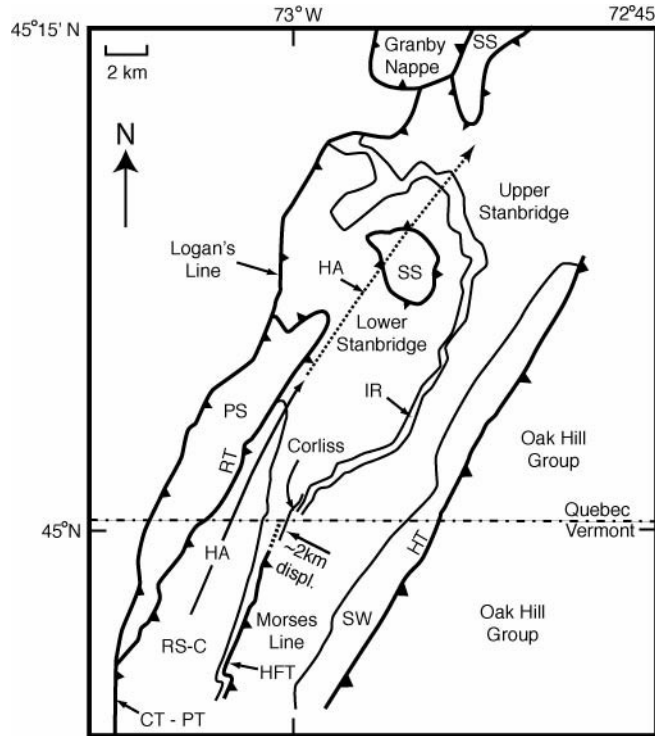 45°15' N
73° W
72°45
2 km
Granby
Nappe
SS
N
Upper
Stanbridge
Logan's
Line
HA
SS
Lower
Stanbridge
IR
PS
RT
Corliss
Oak Hill
Group
45°N
Quebec
Vermont
HA
~2km
displ.
HT
RS-C
Morses
Line
SW
Oak Hill
Group
HFT
CT - PT